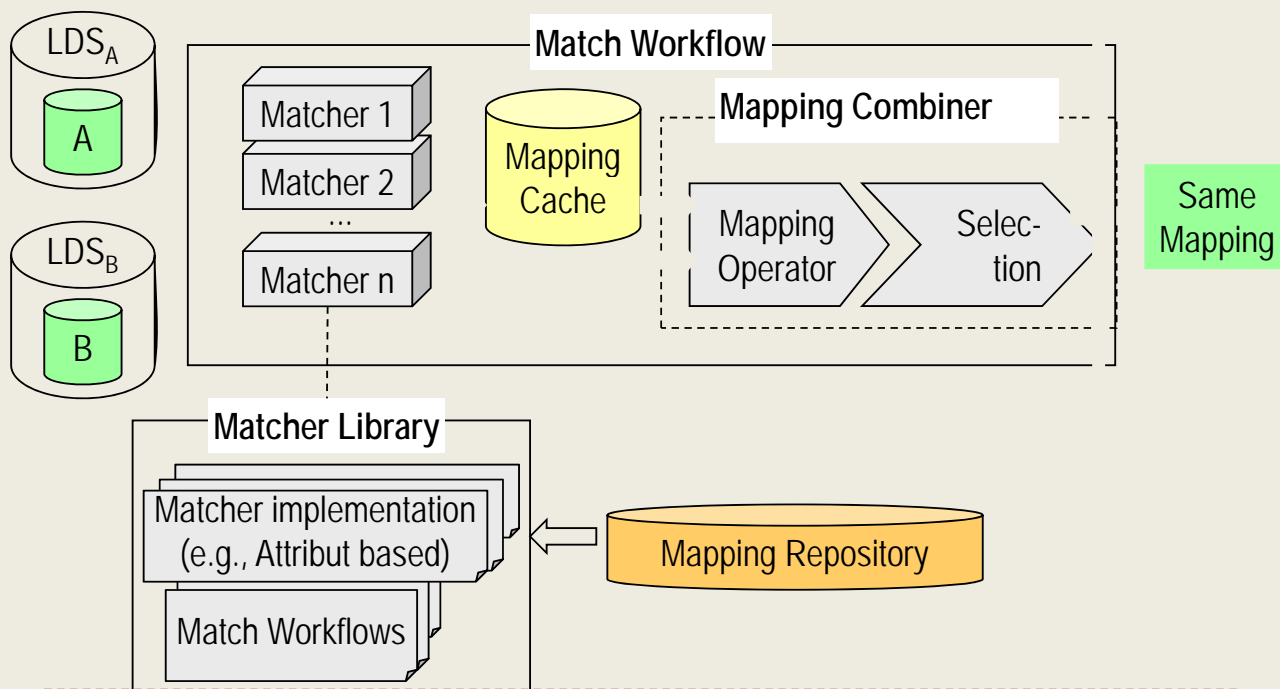 LDSA
A
LDSB
B
Match Workflow
Matcher 1
Matcher 2
...
Matcher n
Mapping
Cache
Mapping Combiner
Mapping
Operator
Selec-
tion
Same
Mapping
Matcher Library
Matcher implementation
(e.g., Attribut based)
Match Workflows
Mapping Repository